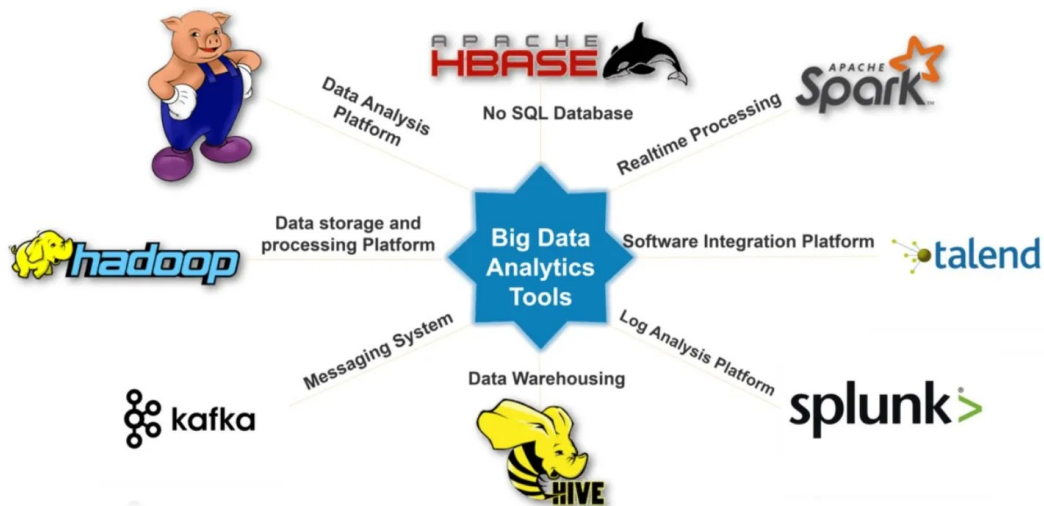 APACHE
HBASE
APACHE
Spark
TM
Data Analysis
Platform
No SQL Database
Realtime Processing
hadoop
Data storage and
processing Platform
Big Data
Analytics
Tools
Software Integration Platform
talend
Messaging System
Log Analysis Platform
kafka
Data Warehousing
splunk>
HIVE